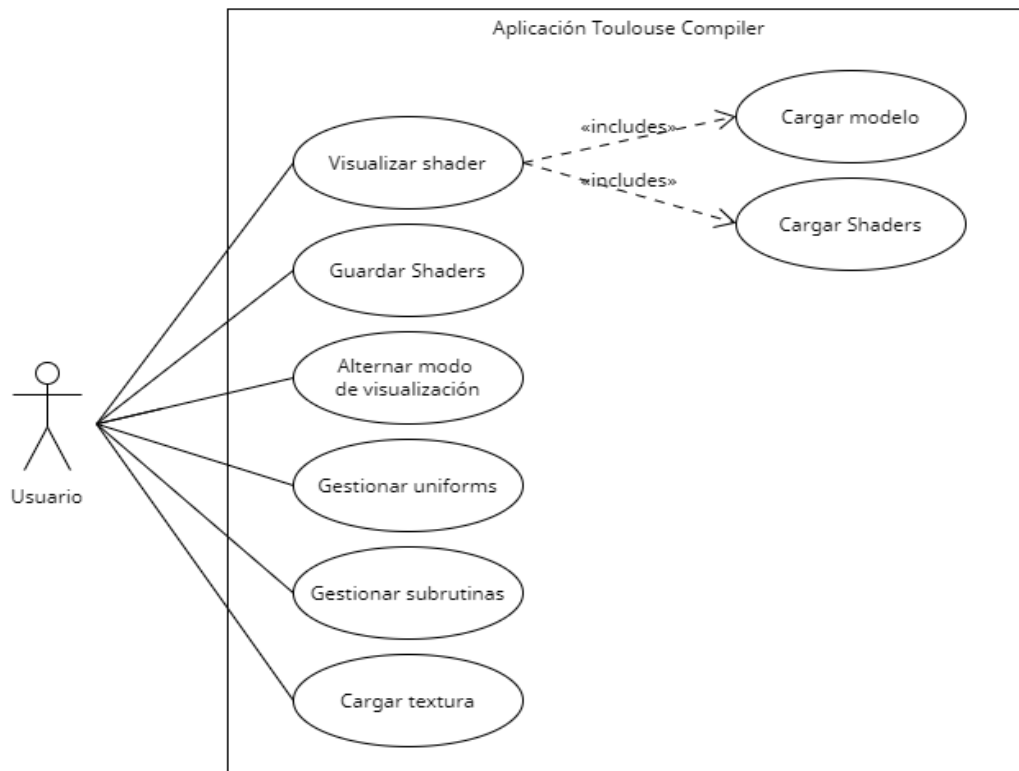 Aplicación Toulouse Compiler
Cargar modelo
«includes»
Visualizar shader
«includes»
Cargar Shaders
Guardar Shaders
Alternar modo
de visualización
Gestionar uniforms
Usuario
Gestionar subrutinas
Cargar textura